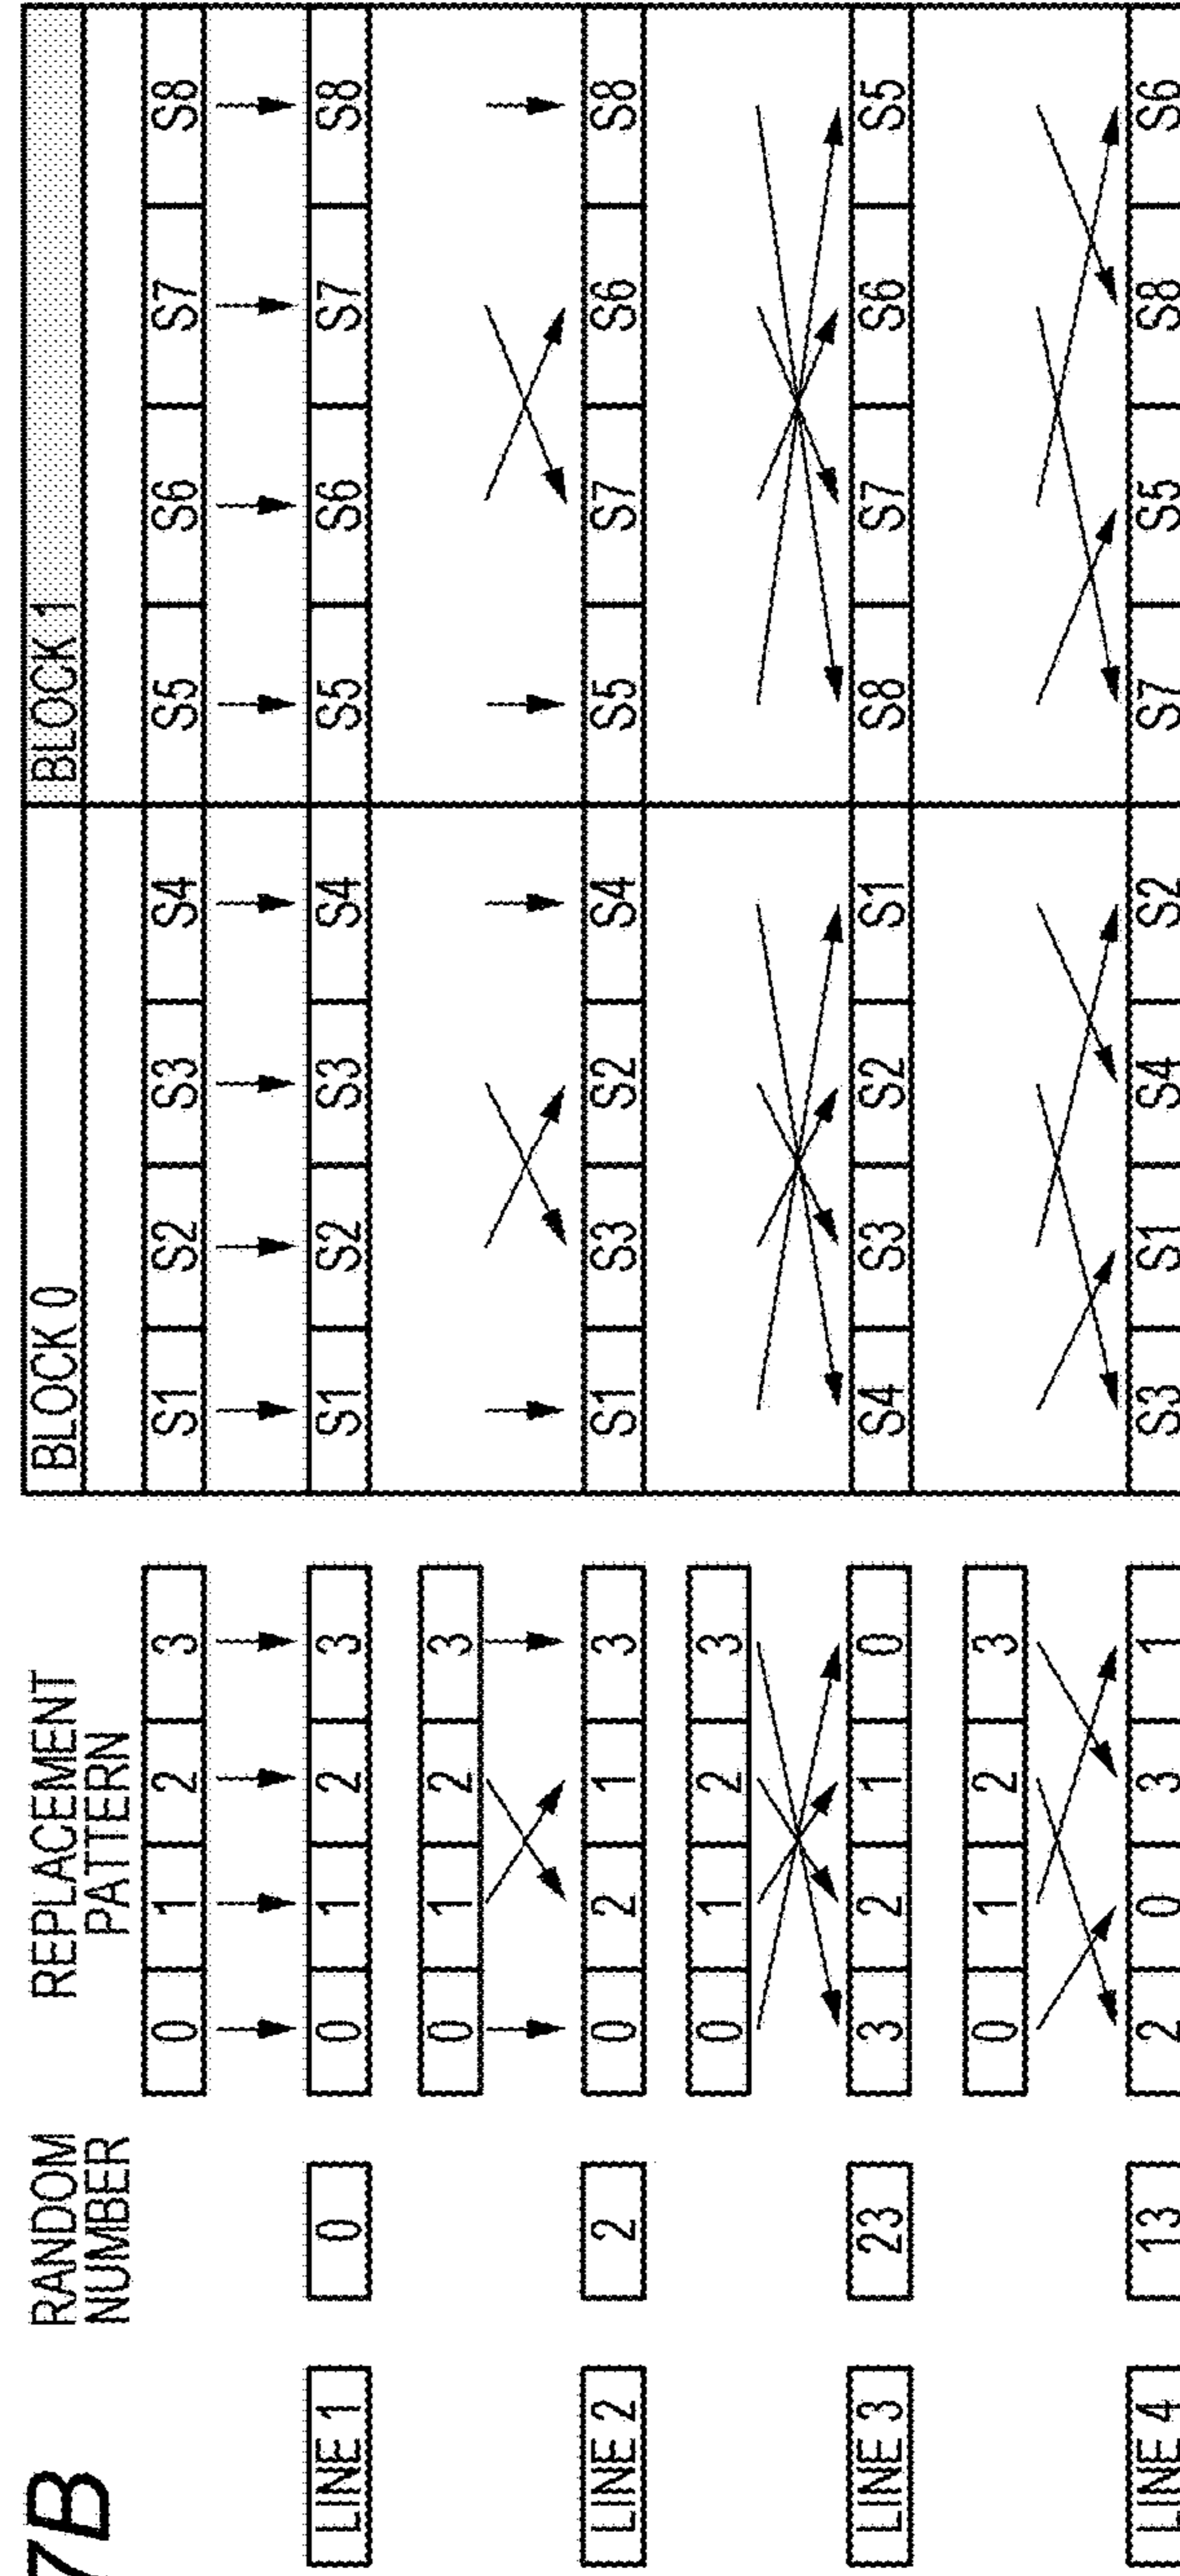 7B
RANDOM NUMBER
REPLACEMENT PATTERN
BLOCK 0
BLOCK 1
0 1 2 3
S1 S2 S3 S4 S5 S6 S7 S8
LINE 1 0 0 1 2 3 S1 S2 S3 S4 S5 S6 S7 S8
0 1 2 3
LINE 2 2 0 2 1 3 S1 S3 S2 S4 S5 S7 S6 S8
0 1 2 3
LINE 3 23 3 2 1 0 S4 S3 S2 S1 S8 S7 S6 S5
0 1 2 3
LINE 4 13 2 0 3 1 S3 S1 S4 S2 S7 S5 S8 S6